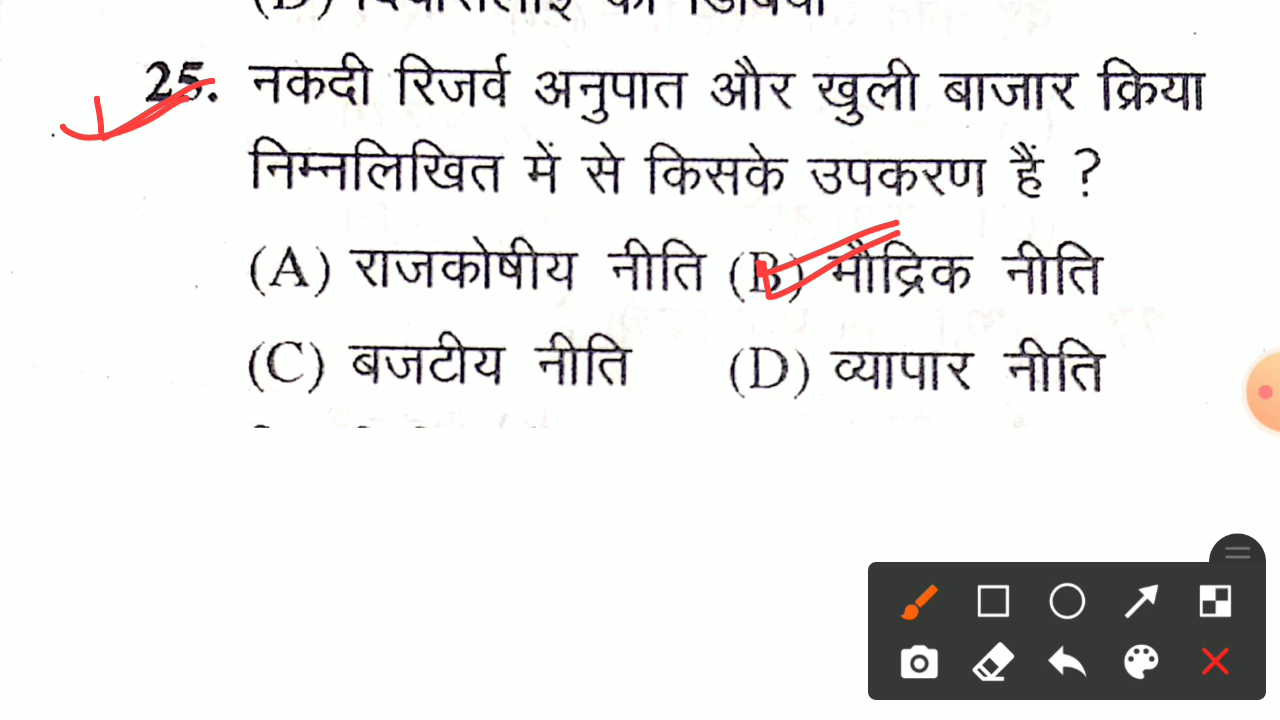 25. नकदी रिजर्व अनुपात और खुली बाजार क्रिया
निम्नलिखित में से किसके उपकरण हैं ?
(A) राजकोषीय नीति (B) मौद्रिक नीति
(C) बजटीय नीति (D) व्यापार नीति